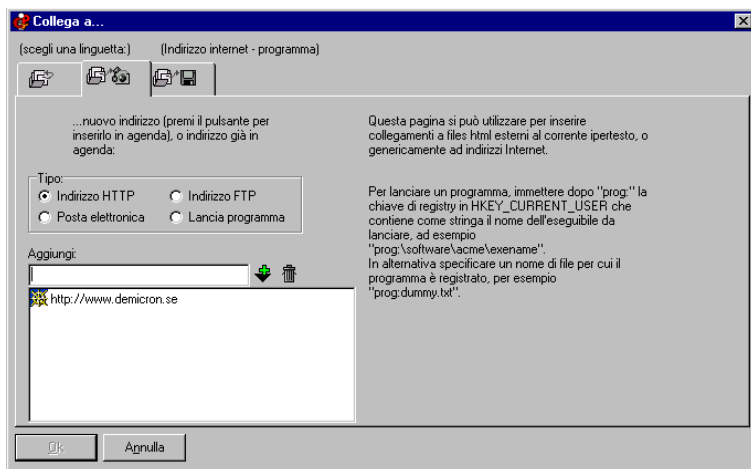 Collega a...
(scegli una linguetta:) (Indirizzo internet - programma)
...nuovo indirizzo (premi il pulsante per
inserirlo in agenda), o indirizzo già in
agenda:
Tipo:
Indirizzo HTTP Indirizzo FTP
Posta elettronica Lancia programma
Aggiungi:
http://www.demicron.se
Questa pagina si può utilizzare per inserire
collegamenti a files html esterni al corrente ipertesto, o
genericamente ad indirizzi Internet.
Per lanciare un programma, immettere dopo "prog:" la
chiave di registry in HKEY_CURRENT_USER che
contiene come stringa il nome dell'eseguibile da
lanciare, ad esempio
"prog:\software\acme\exename".
In alternativa specificare un nome di file per cui il
programma è registrato, per esempio
"prog:dummy.txt".
Ok Annulla